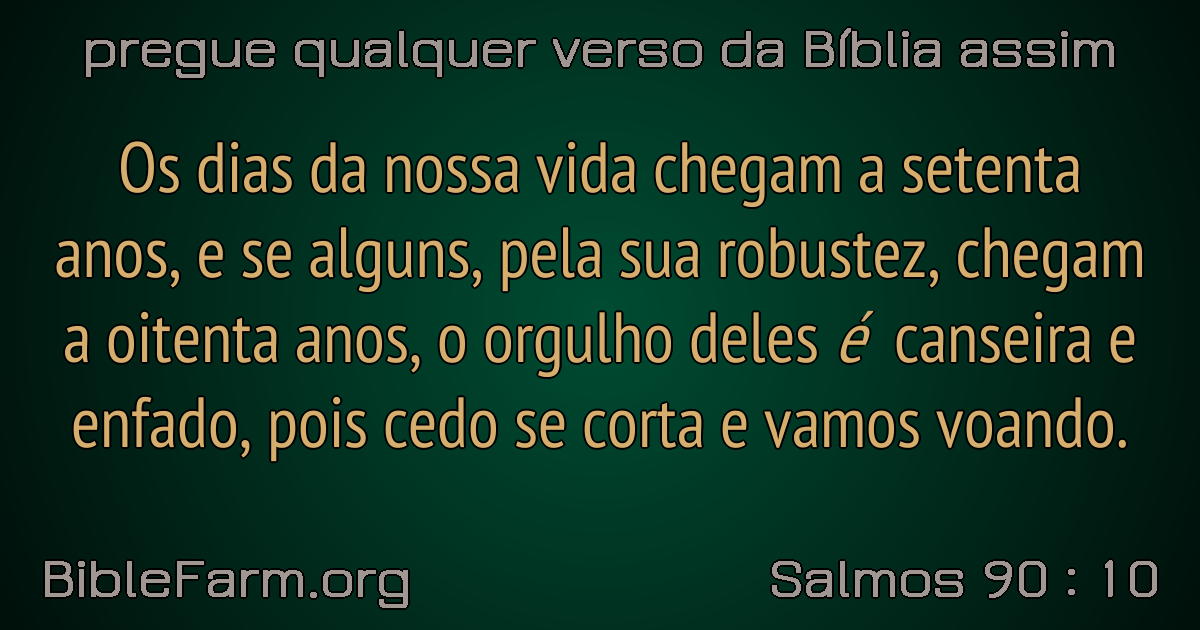 pregue qualquer verso da Bíblia assim
Os dias da nossa vida chegam a setenta
anos, e se alguns, pela sua robustez, chegam
a oitenta anos, o orgulho deles é canseira e
enfado, pois cedo se corta e vamos voando.
BibleFarm.org
Salmos 90 : 10